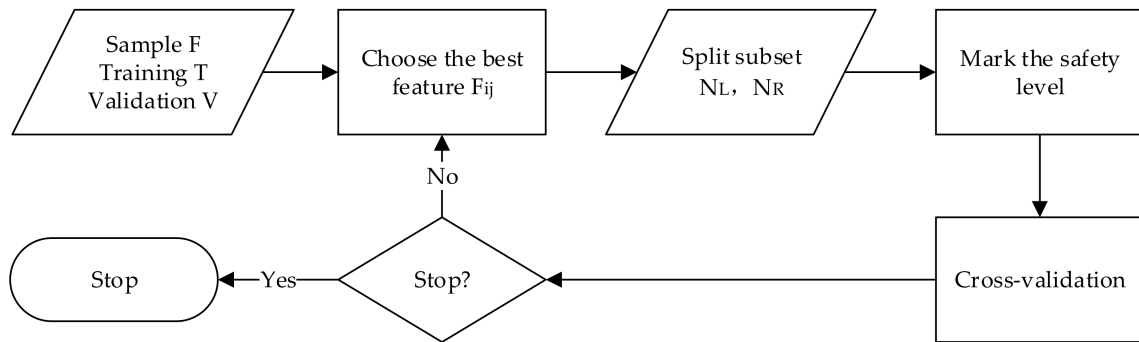 Sample F
Training T
Validation V
Choose the best
feature Fij
Split subset
NL，NR
Mark the safety
level
No
Stop
Yes
Stop?
Cross-validation